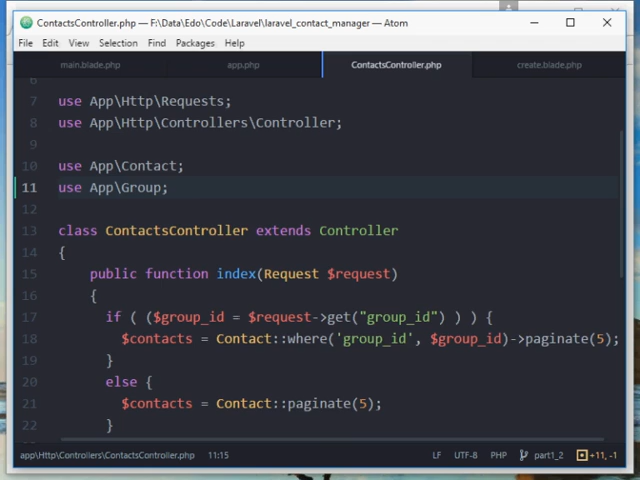 ContactsController.php — F:\Data\Edo\Code\Laravel\laravel_contact_manager — Atom
File Edit View Selection Find Packages Help
main.blade.php app.php ContactsController.php create.blade.php
6
7 use App\Http\Requests;
8 use App\Http\Controllers\Controller;
9
10 use App\Contact;
11 use App\Group;
12
13 class ContactsController extends Controller
14 {
15 public function index(Request $request)
16 {
17 if ( ($group_id = $request->get("group_id") ) ) {
18 $contacts = Contact::where('group_id', $group_id)->paginate(5);
19 }
20 else {
21 $contacts = Contact::paginate(5);
22 }
app\Http\Controllers\ContactsController.php 11:15 LF UTF-8 PHP part1_2 +11, -1